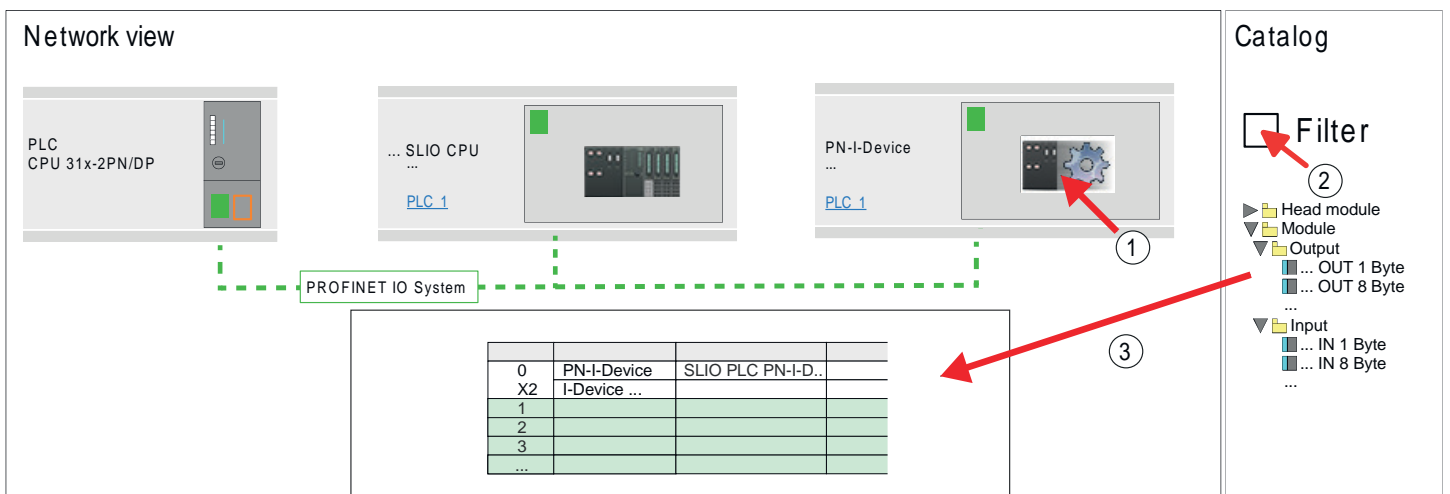 Network view
PLC
CPU 31x-2PN/DP
... SLIO CPU
...
PLC_1
PN-I-Device
...
PLC_1
1
PROFINET IO System
0 PN-I-Device SLIO PLC PN-I-D..
X2 I-Device ...
1
2
3
...
3
Catalog
Filter
2
Head module
Module
Output
... OUT 1 Byte
... OUT 8 Byte
...
Input
... IN 1 Byte
... IN 8 Byte
...